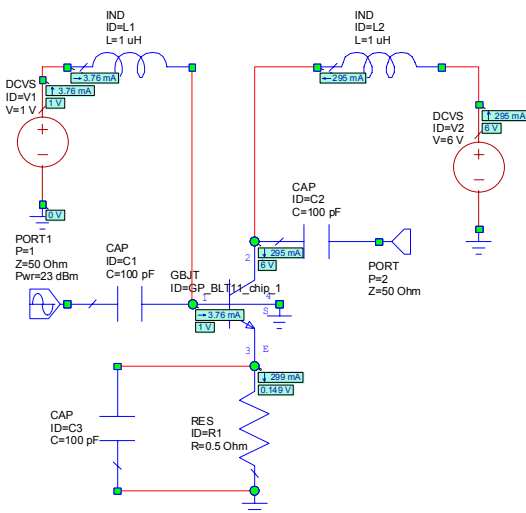 IND
ID=L1
L=1 uH
3.76 mA
DCVS
ID=V1
V=1 V
3.76 mA
1 V
0 V
IND
ID=L2
L=1 uH
295 mA
DCVS
ID=V2
V=6 V
295 mA
6 V
CAP
ID=C2
C=100 pF
2
295 mA
6 V
PORT
P=2
Z=50 Ohm
PORT1
P=1
Z=50 Ohm
Pwr=23 dBm
CAP
ID=C1
C=100 pF
GBJT
ID=GP_BLT11_chip_1
1
4
S
3.76 mA
1 V
3
E
299 mA
0.149 V
CAP
ID=C3
C=100 pF
RES
ID=R1
R=0.5 Ohm